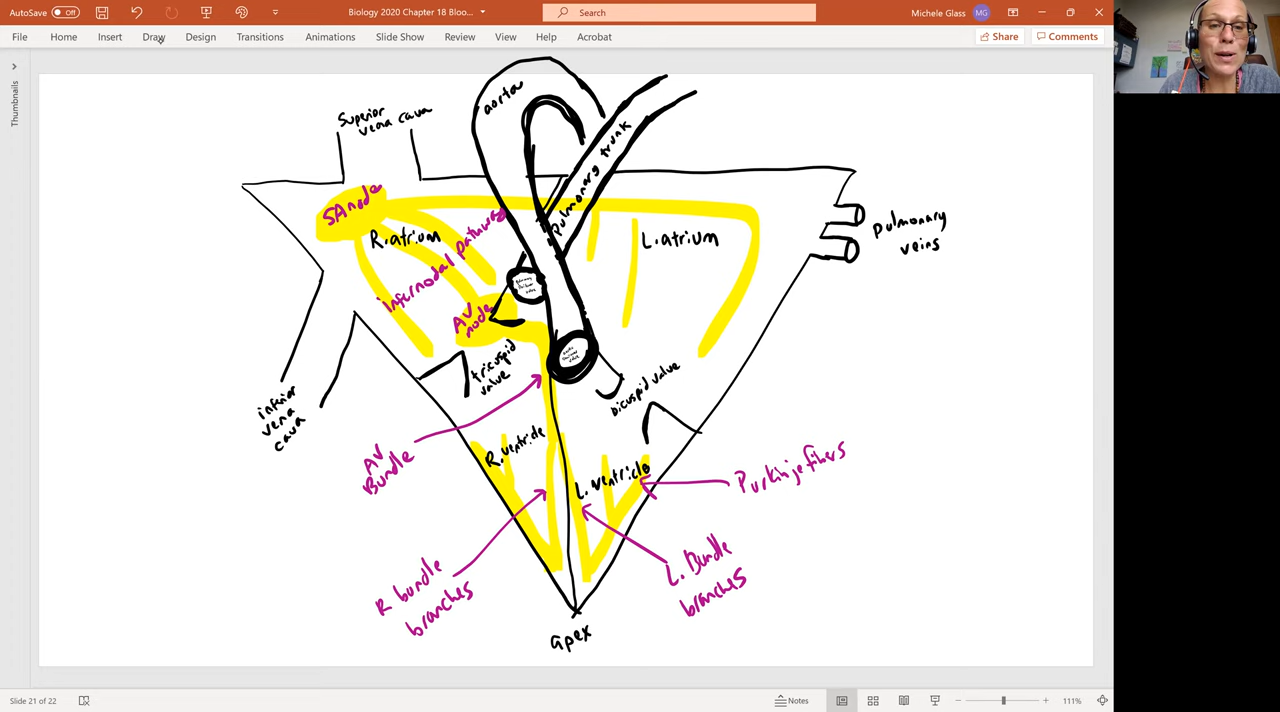 AutoSave Off
Biology 2020 Chapter 18 Bloo...
Search
Michele Glass
MG
File
Home
Insert
Draw
Design
Transitions
Animations
Slide Show
Review
View
Help
Acrobat
Share
Comments
Thumbnails
Superior
vena cava
aorta
pulmonary trunk
SA node
R. atrium
internodal pathways
L. atrium
pulmonary
veins
AV
node
tricuspid
valve
bicuspid valve
inferior
vena
cava
AV
Bundle
R. ventricle
L. ventricle
Purkinje fibers
R bundle
branches
L. Bundle
branches
apex
Slide 21 of 22
Notes
111%